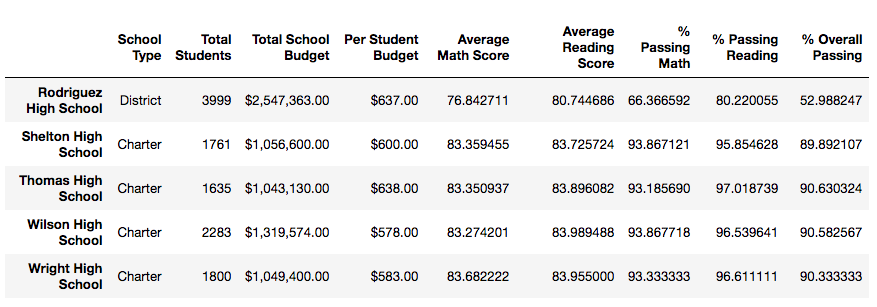 School Type Total Students Total School Budget Per Student Budget Average Math Score Average Reading Score % Passing Math % Passing Reading % Overall Passing
Rodriguez High School District 3999 $2,547,363.00 $637.00 76.842711 80.744686 66.366592 80.220055 52.988247
Shelton High School Charter 1761 $1,056,600.00 $600.00 83.359455 83.725724 93.867121 95.854628 89.892107
Thomas High School Charter 1635 $1,043,130.00 $638.00 83.350937 83.896082 93.185690 97.018739 90.630324
Wilson High School Charter 2283 $1,319,574.00 $578.00 83.274201 83.989488 93.867718 96.539641 90.582567
Wright High School Charter 1800 $1,049,400.00 $583.00 83.682222 83.955000 93.333333 96.611111 90.333333